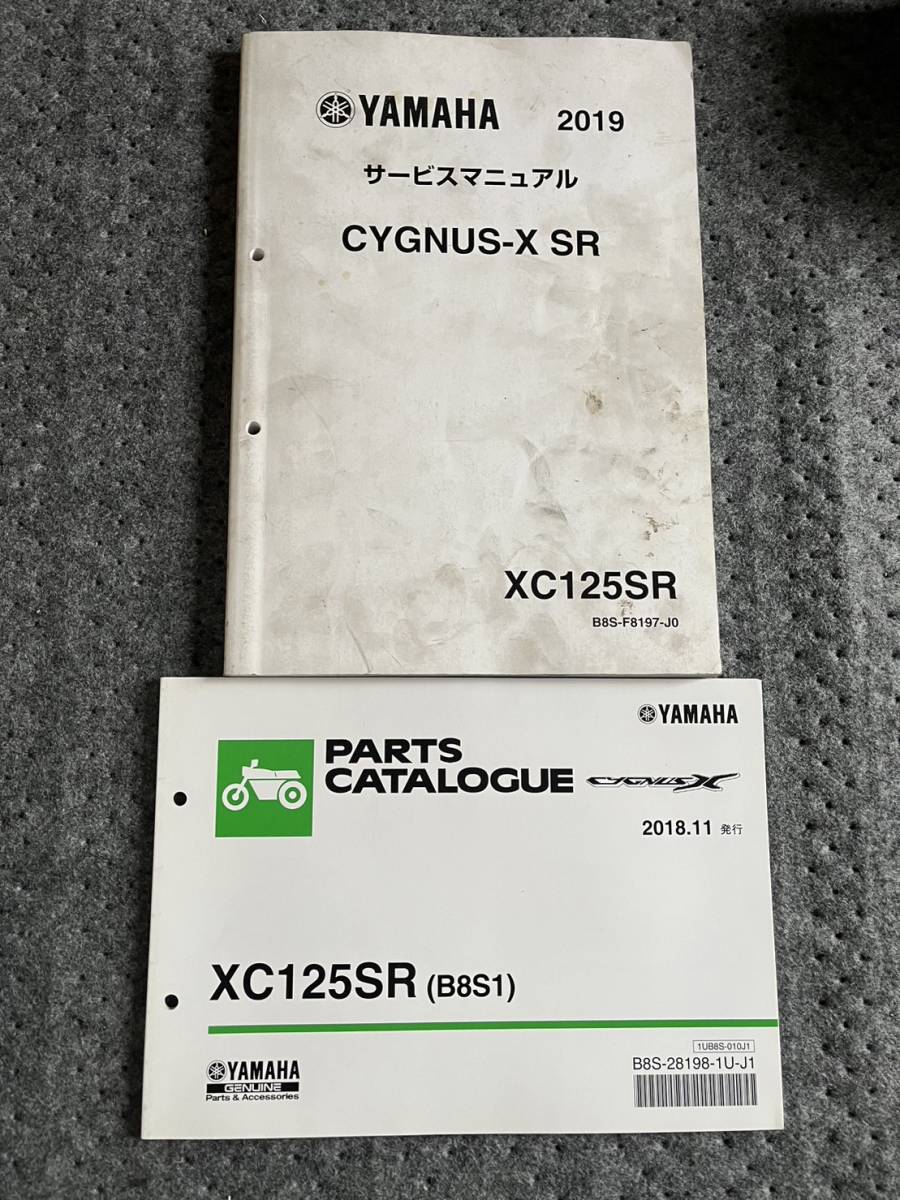 YAMAHA 2019
サービスマニュアル
CYGNUS-X SR
XC125SR
B8S-F8197-J0
YAMAHA
PARTS
CATALOGUE CYGNUS X
2018.11 発行
XC125SR (B8S1)
1UB8S-010J1
YAMAHA B8S-28198-1U-J1
GENUINE
Parts & Accessories